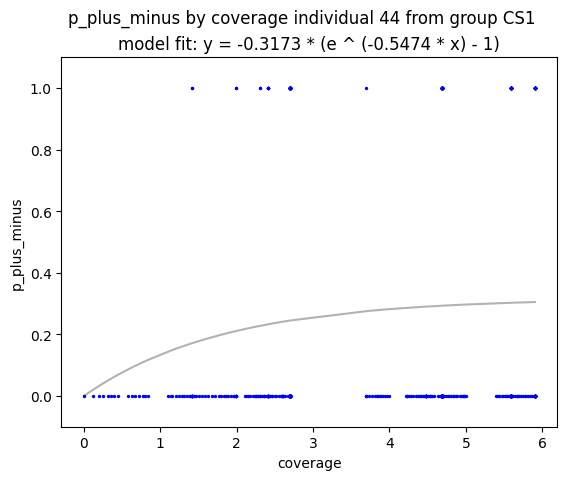 p_plus_minus by coverage individual 44 from group CS1
model fit: y = -0.3173 * (e ^ (-0.5474 * x) - 1)
1.0
0.8
0.6
0.4
0.2
0.0
p_plus_minus
0 1 2 3 4 5 6
coverage